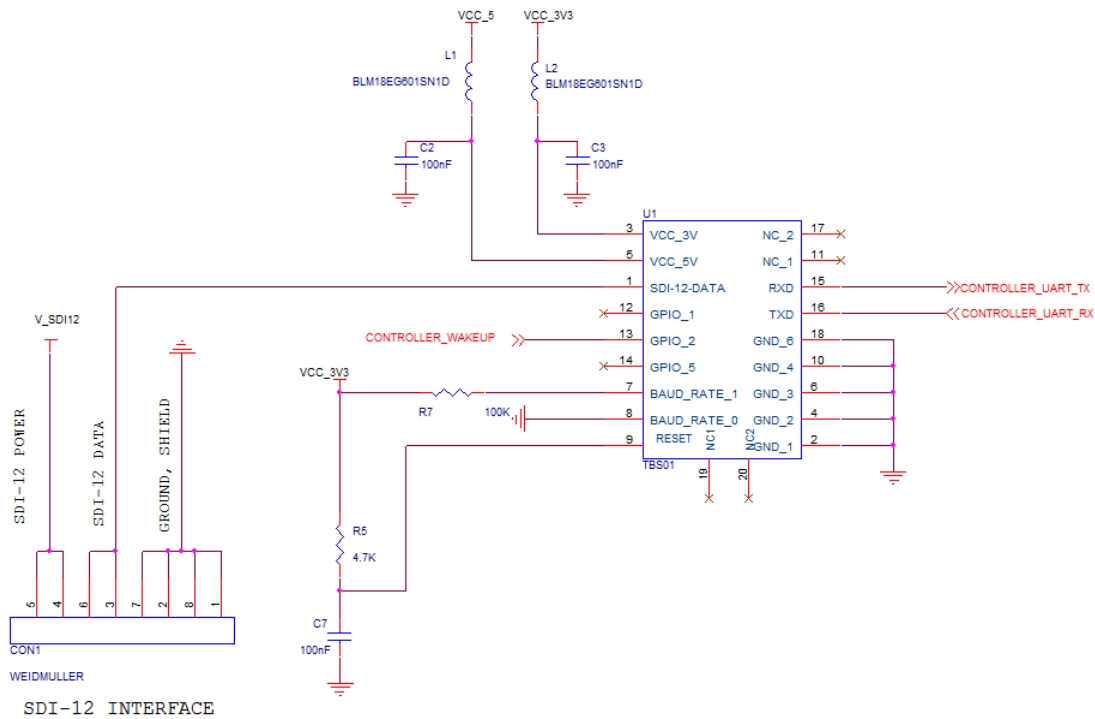 VCC_5 VCC_3V3
L1
BLM18EG601SN1D
L2
BLM18EG601SN1D
C2
100nF
C3
100nF
U1
3 VCC_3V NC_2 17
5 VCC_5V NC_1 11
1 SDI-12-DATA RXD 15 CONTROLLER_UART_TX
12 GPIO_1 TXD 16 CONTROLLER_UART_RX
CONTROLLER_WAKEUP 13 GPIO_2 GND_6 18
14 GPIO_5 GND_4 10
VCC_3V3
R7 100K 7 BAUD_RATE_1 GND_3 6
8 BAUD_RATE_0 GND_2 4
9 RESET GND_1 2
NC1 NC2
19 20
TBS01
V_SDI12
SDI-12 POWER
SDI-12 DATA
GROUND, SHIELD
R5
4.7K
C7
100nF
5 4 6 3 7 2 8 1
CON1
WEIDMULLER
SDI-12 INTERFACE